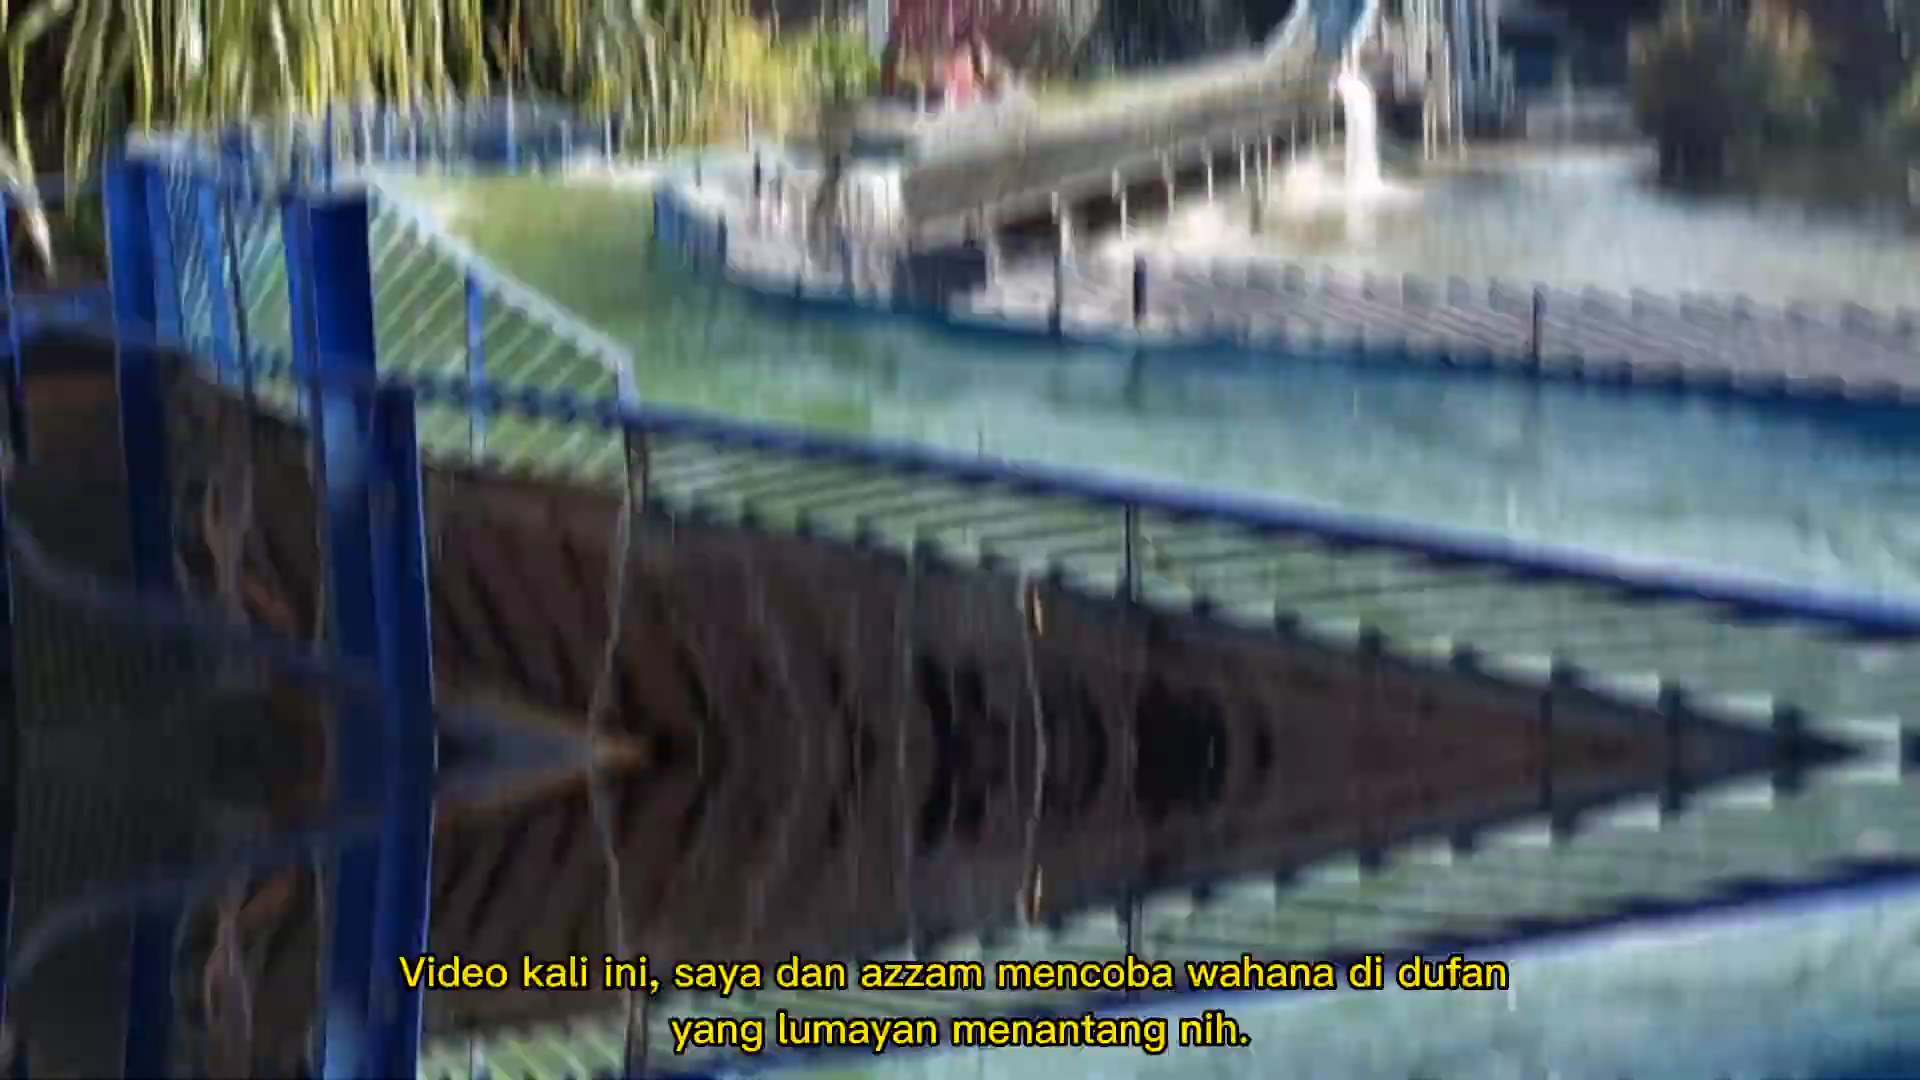 Video kali ini, saya dan azzam mencoba wahana di dufan
yang lumayan menantang nih.